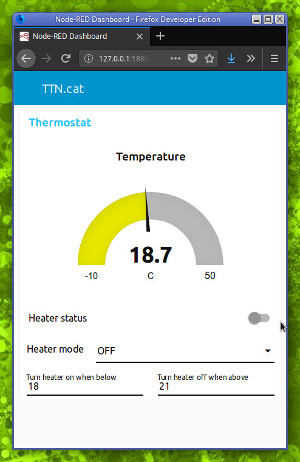 Node-RED Dashboard - Firefox Developer Edition
Node-RED Dashboard
127.0.0.1:1880
TTN.cat
Thermostat
Temperature
18.7
-10 C 50
Heater status
Heater mode OFF
Turn heater on when below Turn heater off when above
18 21